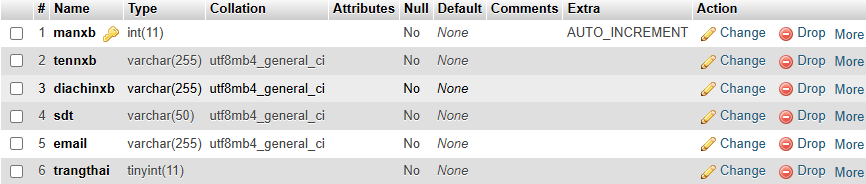 # Name Type Collation Attributes Null Default Comments Extra Action
1 manxb int(11) No None AUTO_INCREMENT Change Drop More
2 tennxb varchar(255) utf8mb4_general_ci No None Change Drop More
3 diachinxb varchar(255) utf8mb4_general_ci No None Change Drop More
4 sdt varchar(50) utf8mb4_general_ci No None Change Drop More
5 email varchar(255) utf8mb4_general_ci No None Change Drop More
6 trangthai tinyint(11) No None Change Drop More